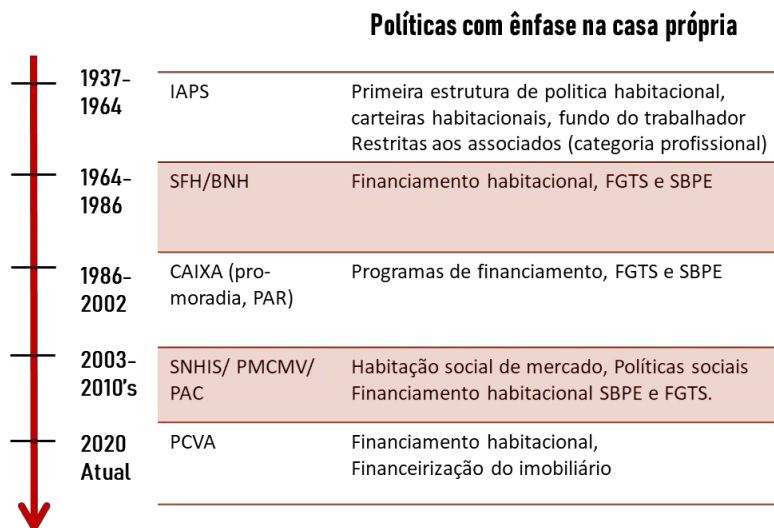 Políticas com ênfase na casa própria
1937–
1964
IAPS
Primeira estrutura de politica habitacional,
carteiras habitacionais, fundo do trabalhador
Restritas aos associados (categoria profissional)
1964–
1986
SFH/BNH
Financiamento habitacional, FGTS e SBPE
1986–
2002
CAIXA (pro-
moradia, PAR)
Programas de financiamento, FGTS e SBPE
2003–
2010's
SNHIS/ PMCMV/
PAC
Habitação social de mercado, Políticas sociais
Financiamento habitacional SBPE e FGTS.
2020
Atual
PCVA
Financiamento habitacional,
Financeirização do imobiliário